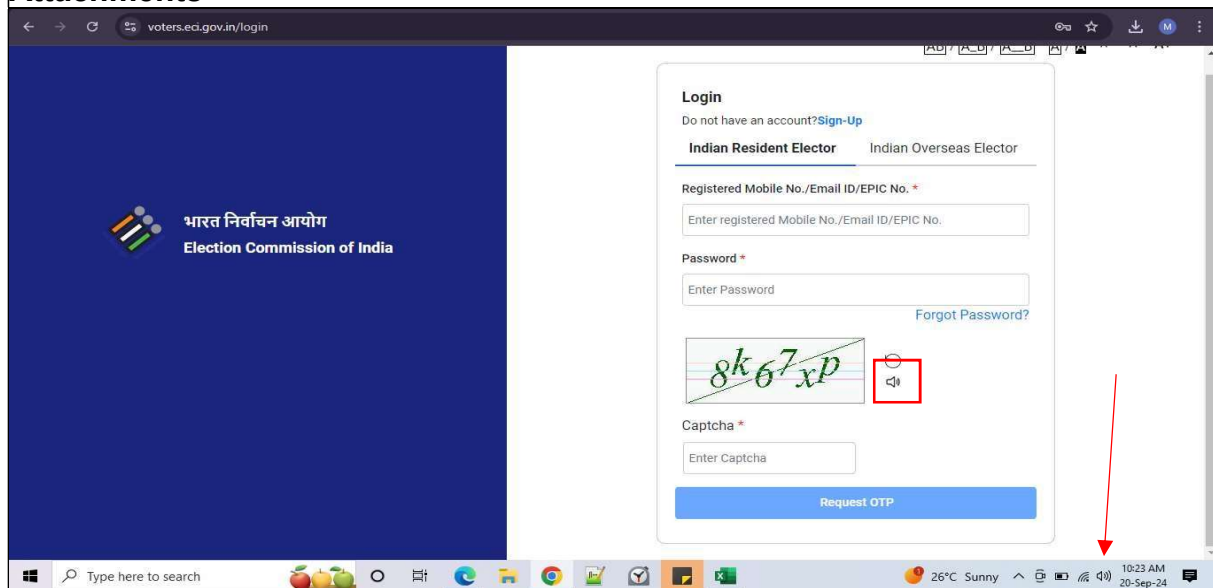 voters.eci.gov.in/login
M
AB / A_B / A__B A / A
Login
Do not have an account?Sign-Up
Indian Resident Elector Indian Overseas Elector
Registered Mobile No./Email ID/EPIC No. *
Enter registered Mobile No./Email ID/EPIC No.
भारत निर्वाचन आयोग
Election Commission of India
Password *
Enter Password
Forgot Password?
8k67xp
Captcha *
Enter Captcha
Request OTP
Type here to search
26°C Sunny
10:23 AM
20-Sep-24